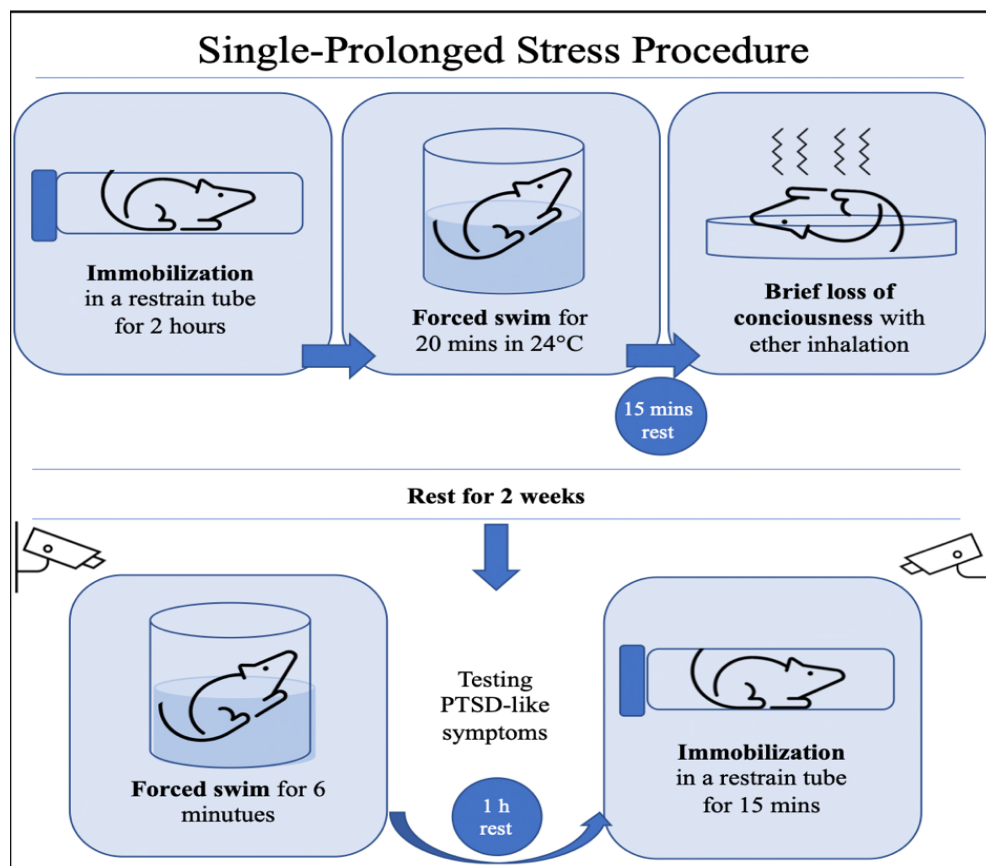 Single-Prolonged Stress Procedure
Immobilization
in a restrain tube
for 2 hours
Forced swim for
20 mins in 24°C
Brief loss of
conciousness with
ether inhalation
15 mins
rest
Rest for 2 weeks
Testing
PTSD-like
symptoms
Forced swim for 6
minutues
1 h
rest
Immobilization
in a restrain tube
for 15 mins